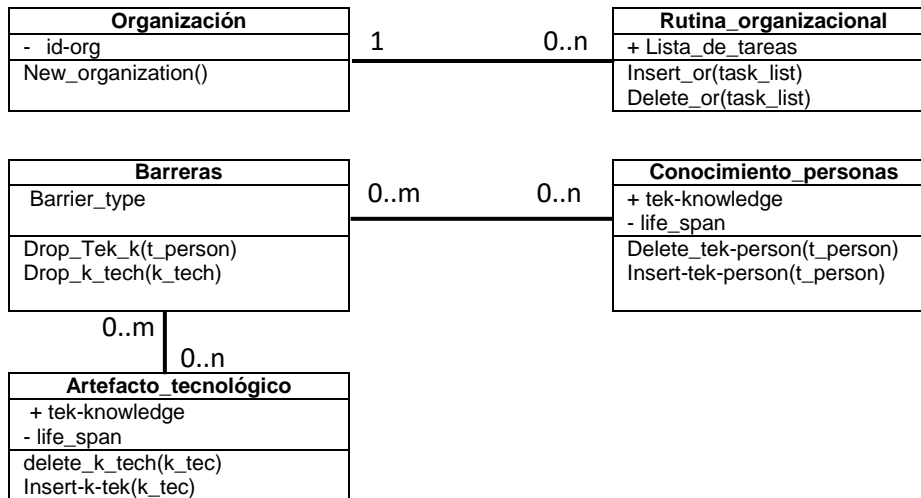 Organización
- id-org
New_organization()
1
0..n
Rutina_organizacional
+ Lista_de_tareas
Insert_or(task_list)
Delete_or(task_list)
Barreras
Barrier_type
Drop_Tek_k(t_person)
Drop_k_tech(k_tech)
0..m
0..n
Conocimiento_personas
+ tek-knowledge
- life_span
Delete_tek-person(t_person)
Insert-tek-person(t_person)
0..m
0..n
Artefacto_tecnológico
+ tek-knowledge
- life_span
delete_k_tech(k_tec)
Insert-k-tek(k_tec)